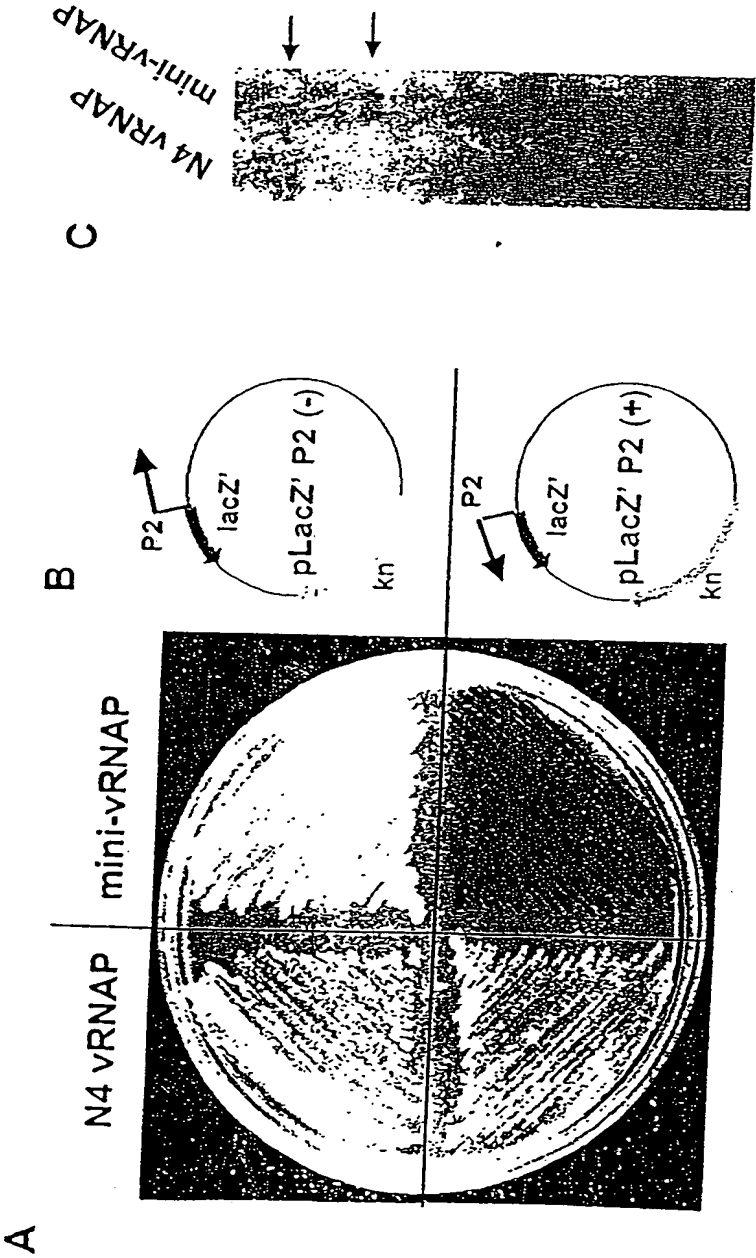 A
N4 vRNAP
mini-vRNAP
B
P2
lacZ'
pLacZ' P2 (-)
kn
P2
lacZ'
pLacZ' P2 (+)
kn
C
N4 vRNAP
mini-vRNAP